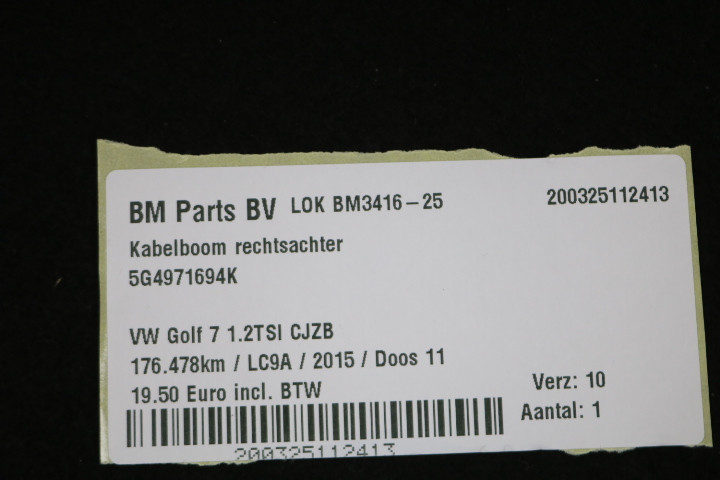 BM Parts BV LOK BM3416-25 200325112413
Kabelboom rechtsachter
5G4971694K
VW Golf 7 1.2TSI CJZB
176.478km / LC9A / 2015 / Doos 11
19.50 Euro incl. BTW
Verz: 10
Aantal: 1
200325112413